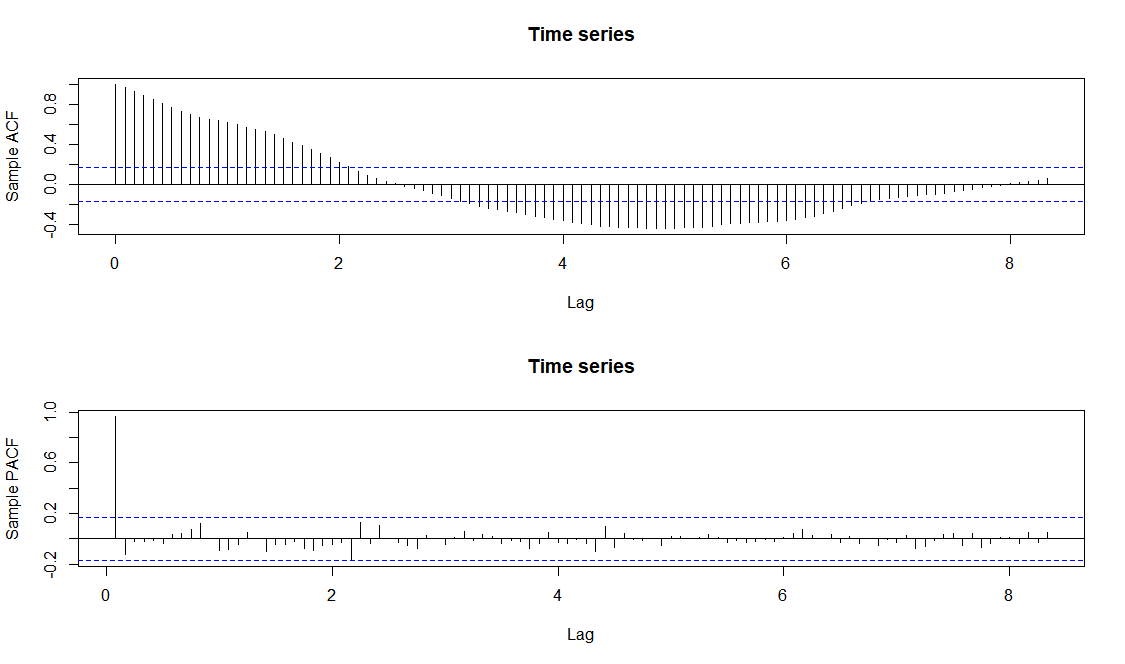 Time series
Sample ACF
0.8
0.4
0.0
-0.4
0 2 4 6 8
Lag
Time series
Sample PACF
1.0
0.6
0.2
-0.2
0 2 4 6 8
Lag